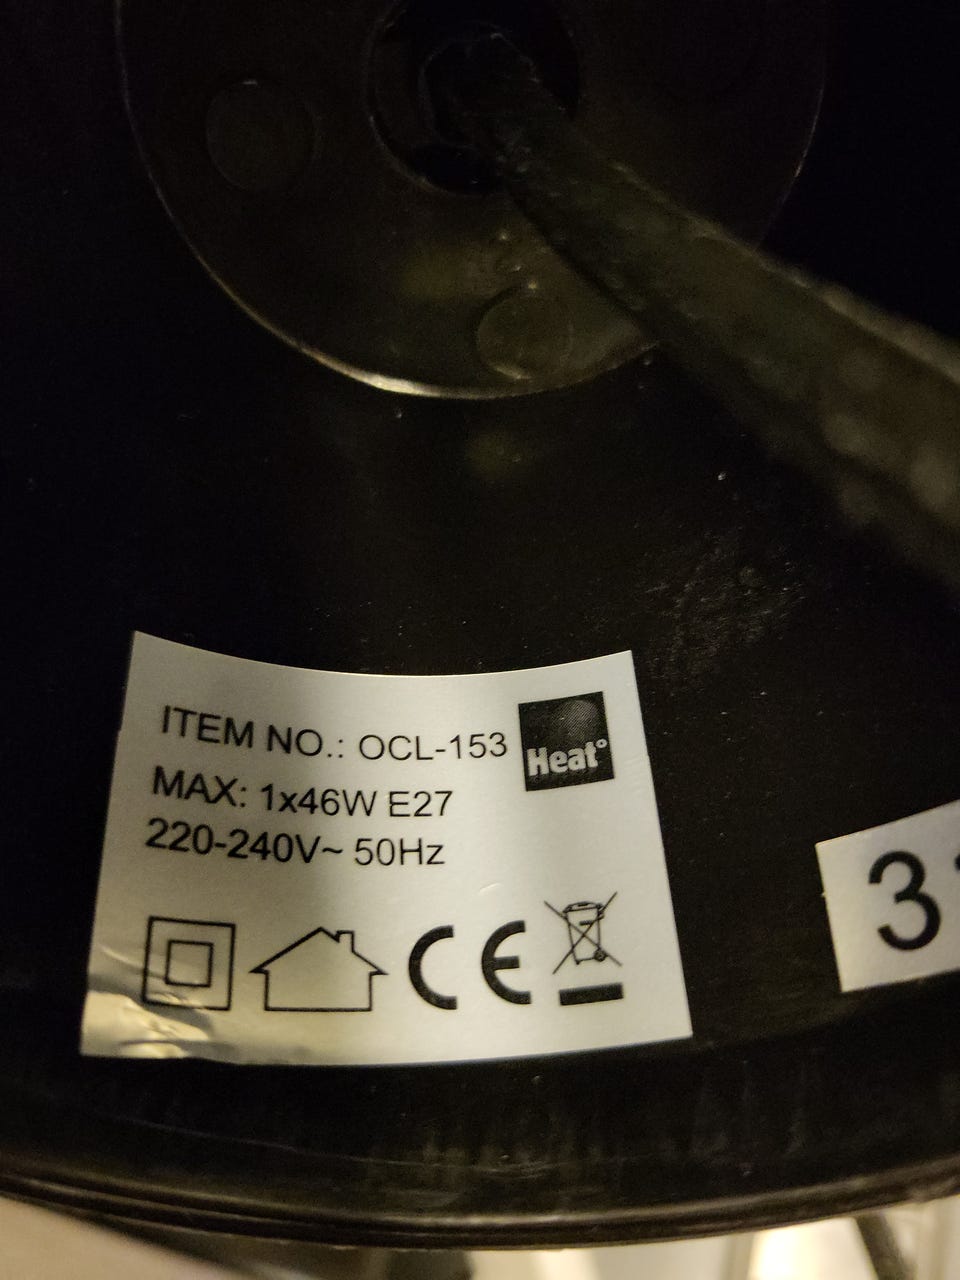 ITEM NO.: OCL-153
Heat°
MAX: 1x46W E27
220-240V~ 50Hz
CE
3